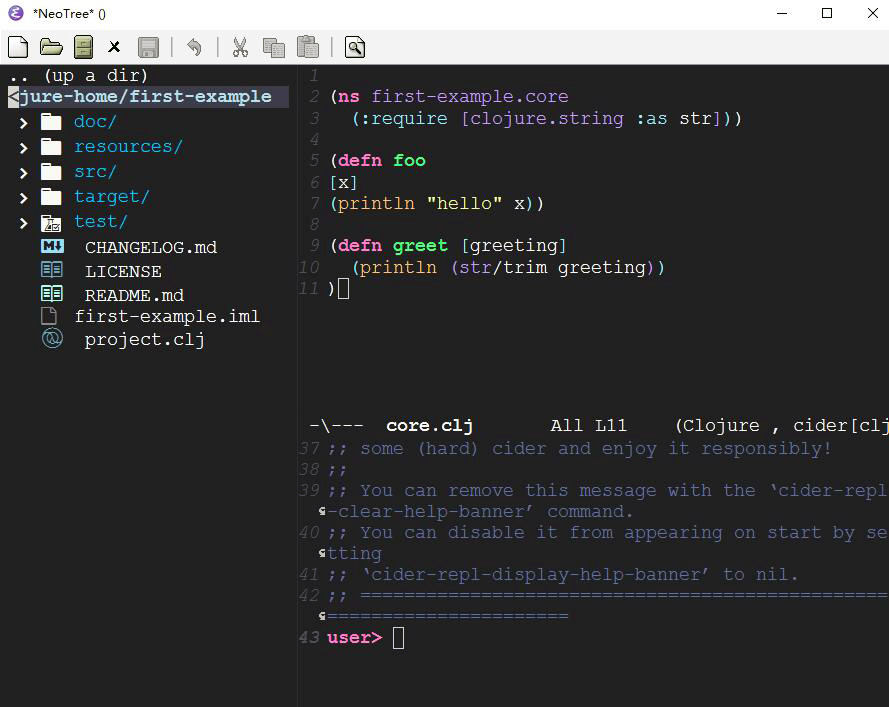 *NeoTree* ()
.. (up a dir)
<jure-home/first-example
doc/
resources/
src/
target/
test/
M↓ CHANGELOG.md
LICENSE
README.md
first-example.iml
project.clj
1
2 (ns first-example.core
3   (:require [clojure.string :as str]))
4
5 (defn foo
6 [x]
7 (println "hello" x))
8
9 (defn greet [greeting]
10   (println (str/trim greeting))
11 )
-\---  core.clj       All L11    (Clojure , cider[clj
37 ;; some (hard) cider and enjoy it responsibly!
38 ;;
39 ;; You can remove this message with the ‘cider-repl
-clear-help-banner’ command.
40 ;; You can disable it from appearing on start by se
tting
41 ;; ‘cider-repl-display-help-banner’ to nil.
42 ;; =================================================
======================
43 user>